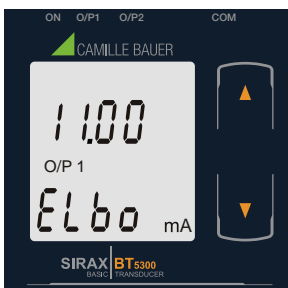 ON O/P1 O/P2 COM
CAMILLE BAUER
11.00
O/P 1
ELbo mA
SIRAX BT5300
BASIC TRANSDUCER